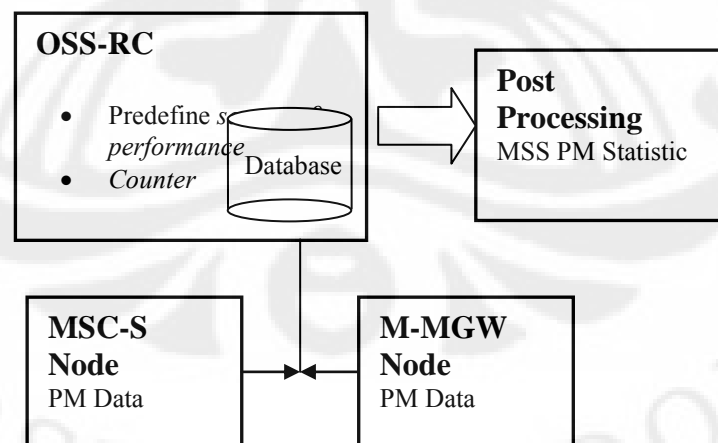 OSS-RC
• Predefine
performance
• Counter
Database
Post
Processing
MSS PM Statistic
MSC-S
Node
PM Data
M-MGW
Node
PM Data